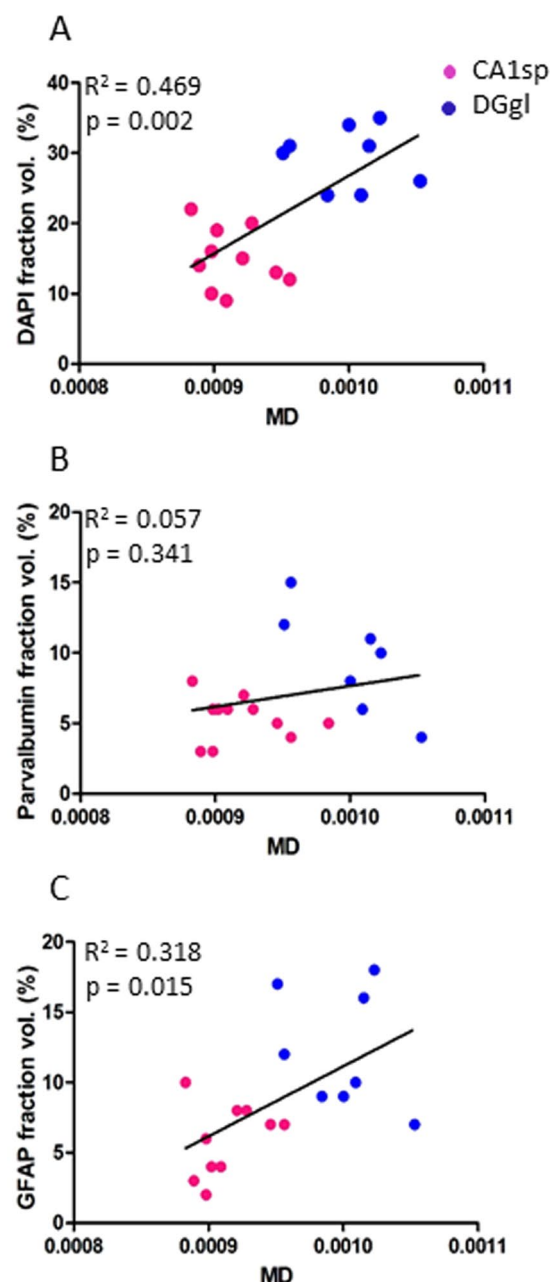 A
CA1sp
DGgl
R² = 0.469
p = 0.002
DAPI fraction vol. (%)
40
30
20
10
0
0.0008 0.0009 0.0010 0.0011
MD
B
R² = 0.057
p = 0.341
Parvalbumin fraction vol. (%)
20
15
10
5
0
0.0008 0.0009 0.0010 0.0011
MD
C
R² = 0.318
p = 0.015
GFAP fraction vol. (%)
20
15
10
5
0
0.0008 0.0009 0.0010 0.0011
MD